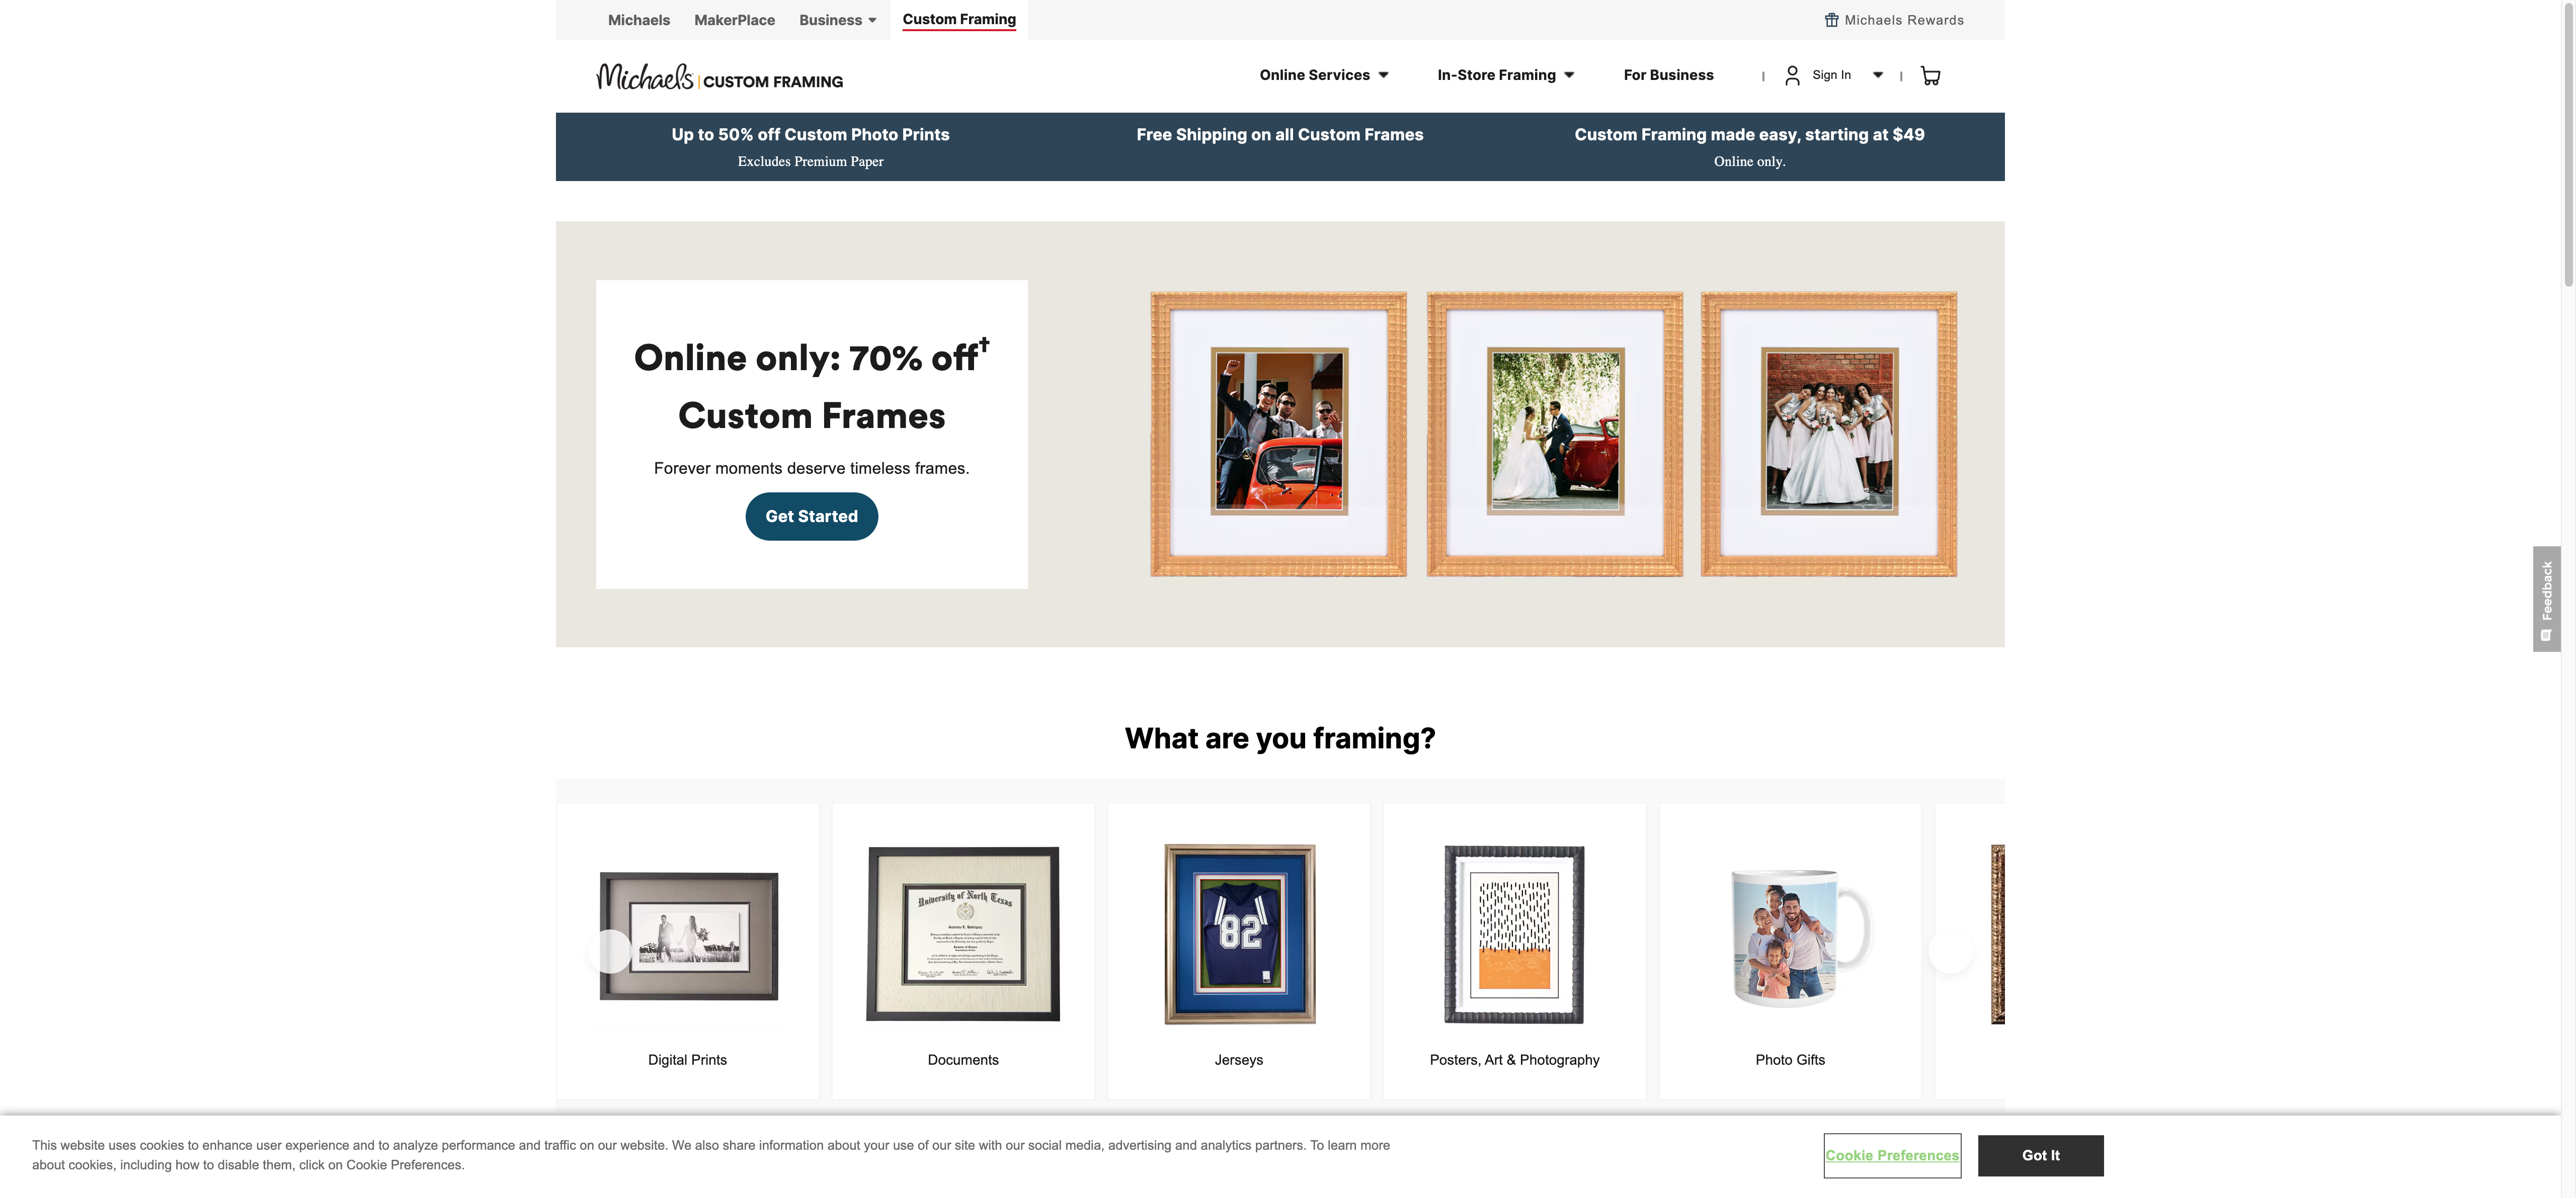 Michaels
MakerPlace
Business
Custom Framing
Michaels Rewards
Michaels | CUSTOM FRAMING
Online Services
In-Store Framing
For Business
Sign In
Up to 50% off Custom Photo Prints
Excludes Premium Paper
Free Shipping on all Custom Frames
Custom Framing made easy, starting at $49
Online only.
Online only: 70% off†
Custom Frames
Forever moments deserve timeless frames.
Get Started
Feedback
What are you framing?
University of North Texas
82
Digital Prints
Documents
Jerseys
Posters, Art & Photography
Photo Gifts
This website uses cookies to enhance user experience and to analyze performance and traffic on our website. We also share information about your use of our site with our social media, advertising and analytics partners. To learn more
about cookies, including how to disable them, click on Cookie Preferences.
Cookie Preferences
Got It